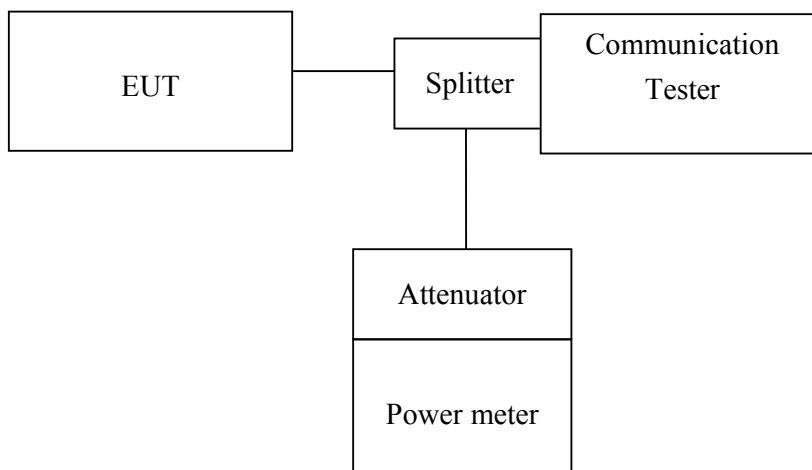 EUT
Splitter
Communication
Tester
Attenuator
Power meter